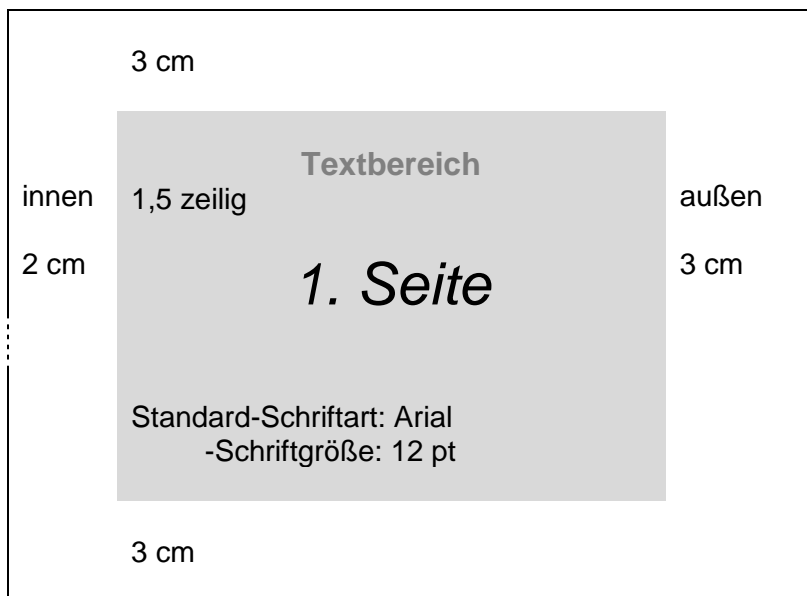 3 cm
Textbereich
innen
1,5 zeilig
außen
2 cm
1. Seite
3 cm
Standard-Schriftart: Arial
-Schriftgröße: 12 pt
3 cm